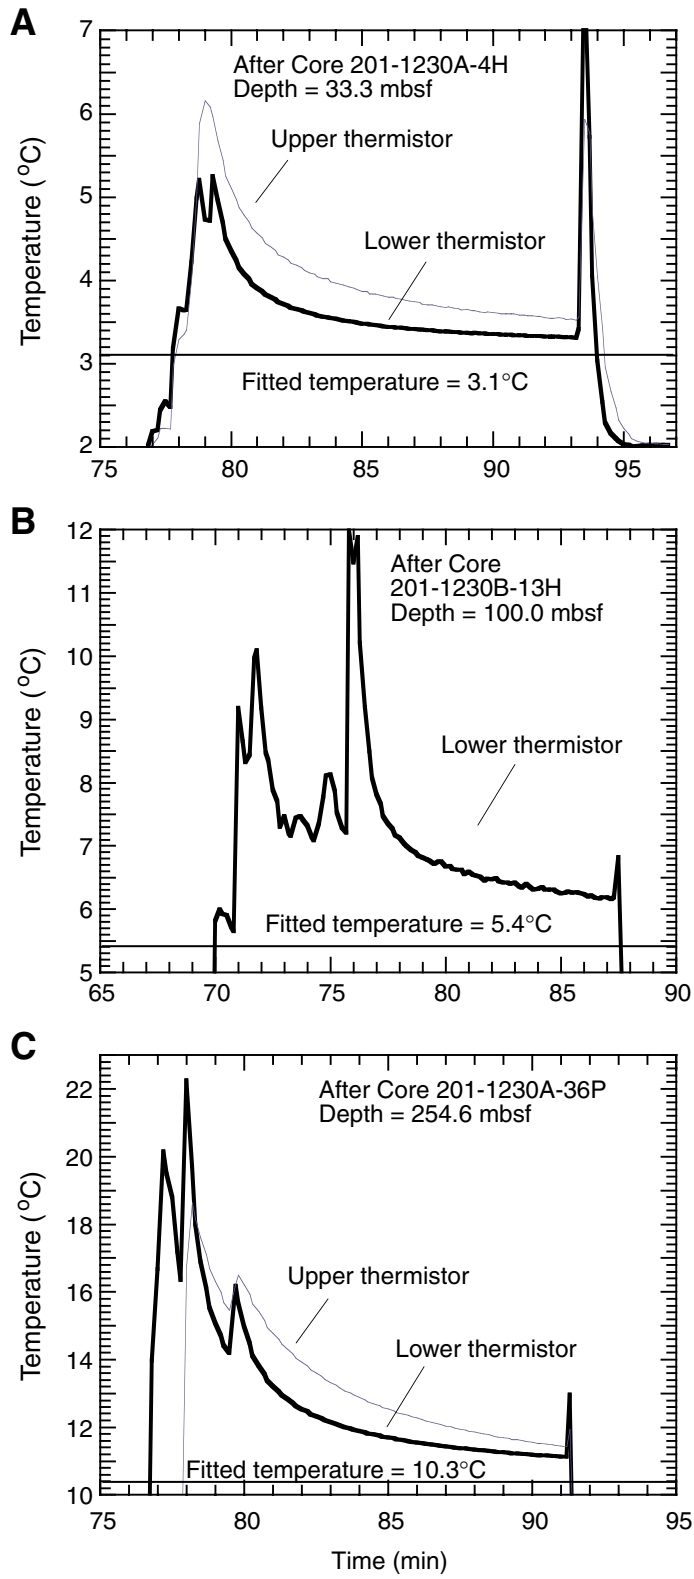 A
After Core 201-1230A-4H
Depth = 33.3 mbsf
Upper thermistor
Lower thermistor
Fitted temperature = 3.1°C
Temperature (°C)
7
6
5
4
3
2
75
80
85
90
95
B
After Core
201-1230B-13H
Depth = 100.0 mbsf
Lower thermistor
Fitted temperature = 5.4°C
Temperature (°C)
12
11
10
9
8
7
6
5
65
70
75
80
85
90
C
After Core 201-1230A-36P
Depth = 254.6 mbsf
Upper thermistor
Lower thermistor
Fitted temperature = 10.3°C
Temperature (°C)
22
20
18
16
14
12
10
75
80
85
90
95
Time (min)